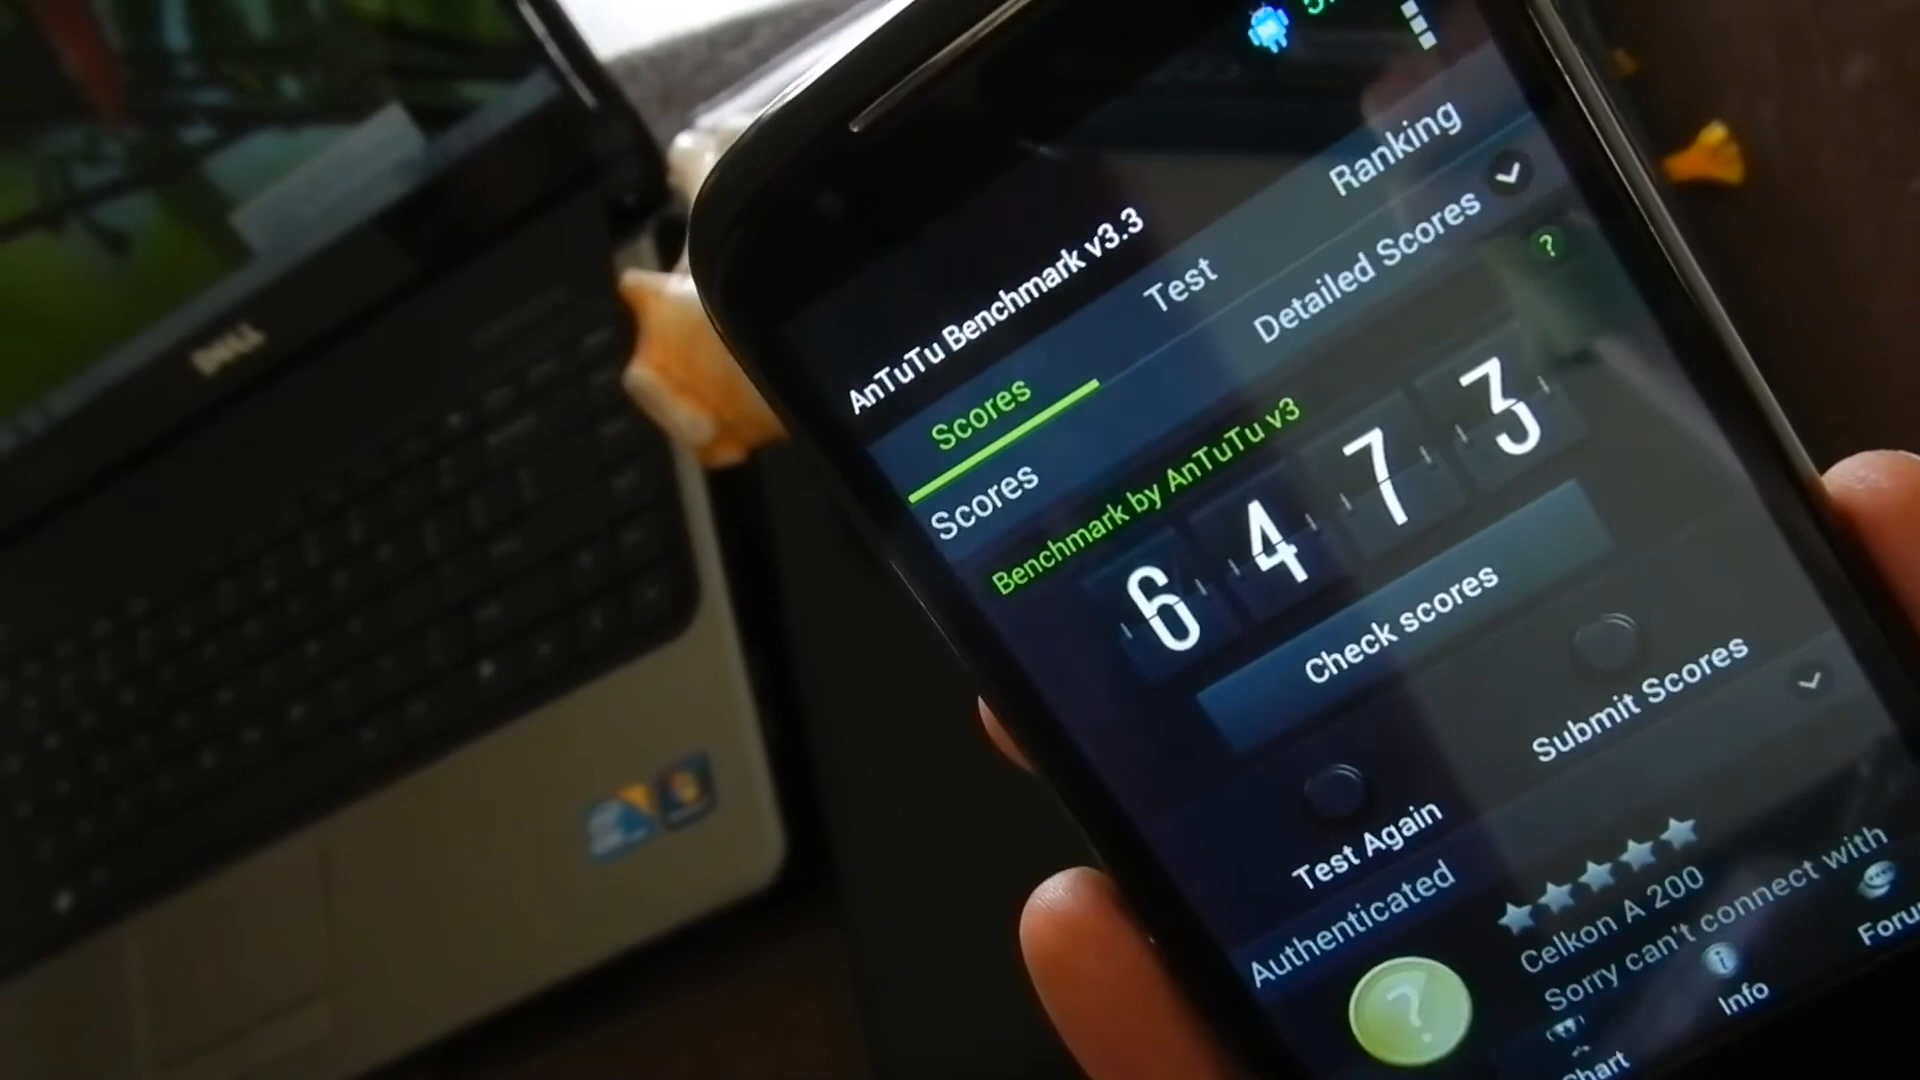 AnTuTu Benchmark v3.3
Scores
Test
Ranking
Scores
Detailed Scores
Benchmark by AnTuTu v3
?
6473
Check scores
Test Again
Submit Scores
Authenticated
?
Celkon A 200
Sorry can't connect with
Info
DELL